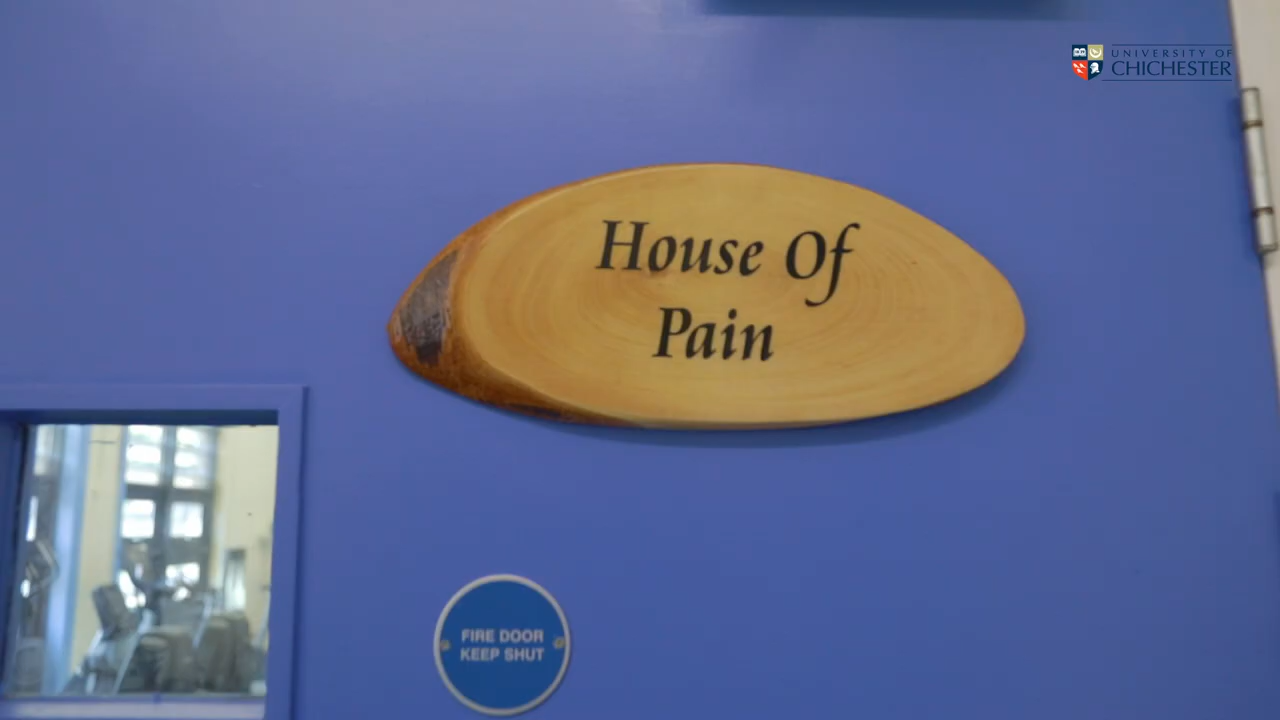 UNIVERSITY OF
CHICHESTER
House Of
Pain
FIRE DOOR
KEEP SHUT